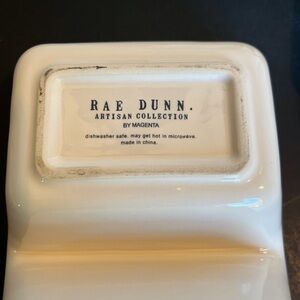 RAE DUNN.
ARTISAN COLLECTION
BY MAGENTA
dishwasher safe. may get hot in microwave.
made in china.